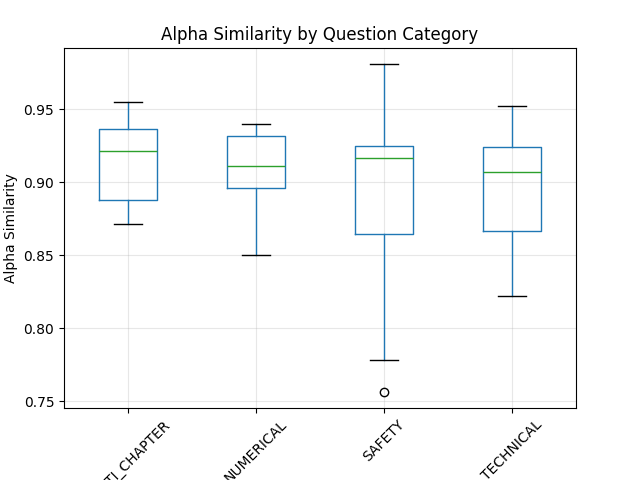 Alpha Similarity by Question Category
Alpha Similarity
0.95
0.90
0.85
0.80
0.75
TI_CHAPTER
NUMERICAL
SAFETY
TECHNICAL